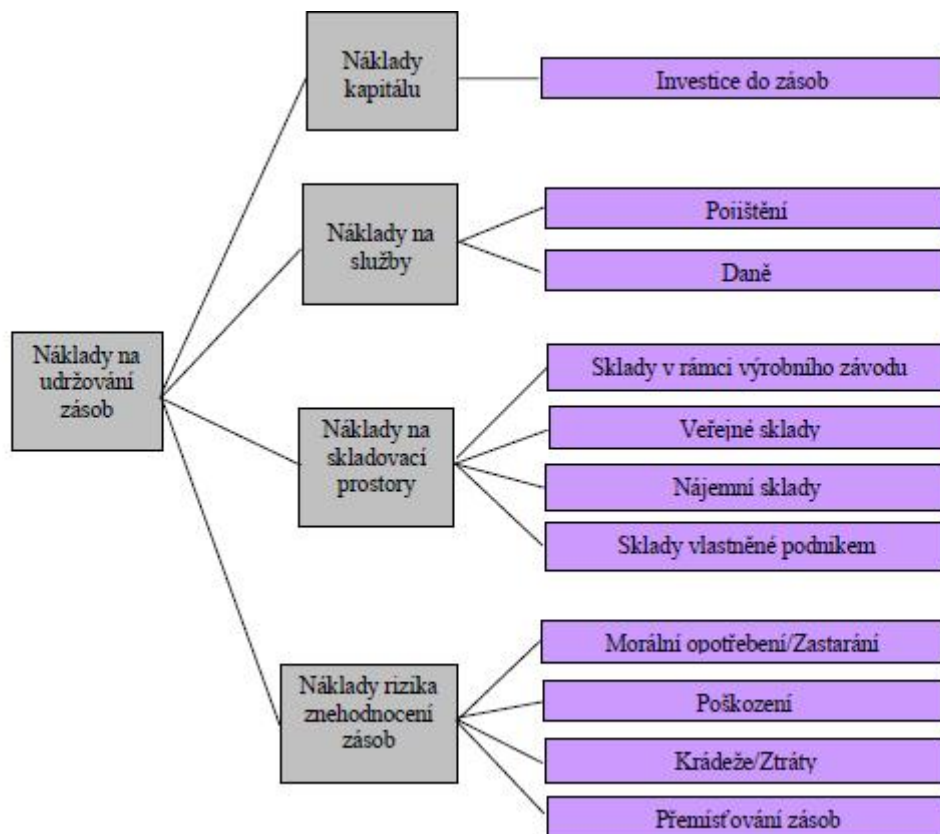 Náklady
kapitálu
Investice do zásob
Náklady na
služby
Pojištění
Daně
Náklady na
udržování
zásob
Náklady na
skladovací
prostory
Sklady v rámci výrobního závodu
Veřejné sklady
Nájemní sklady
Sklady vlastněné podnikem
Náklady rizika
znehodnocení
zásob
Morální opotřebení/Zastarání
Poškození
Krádeže/Ztráty
Přemísťování zásob